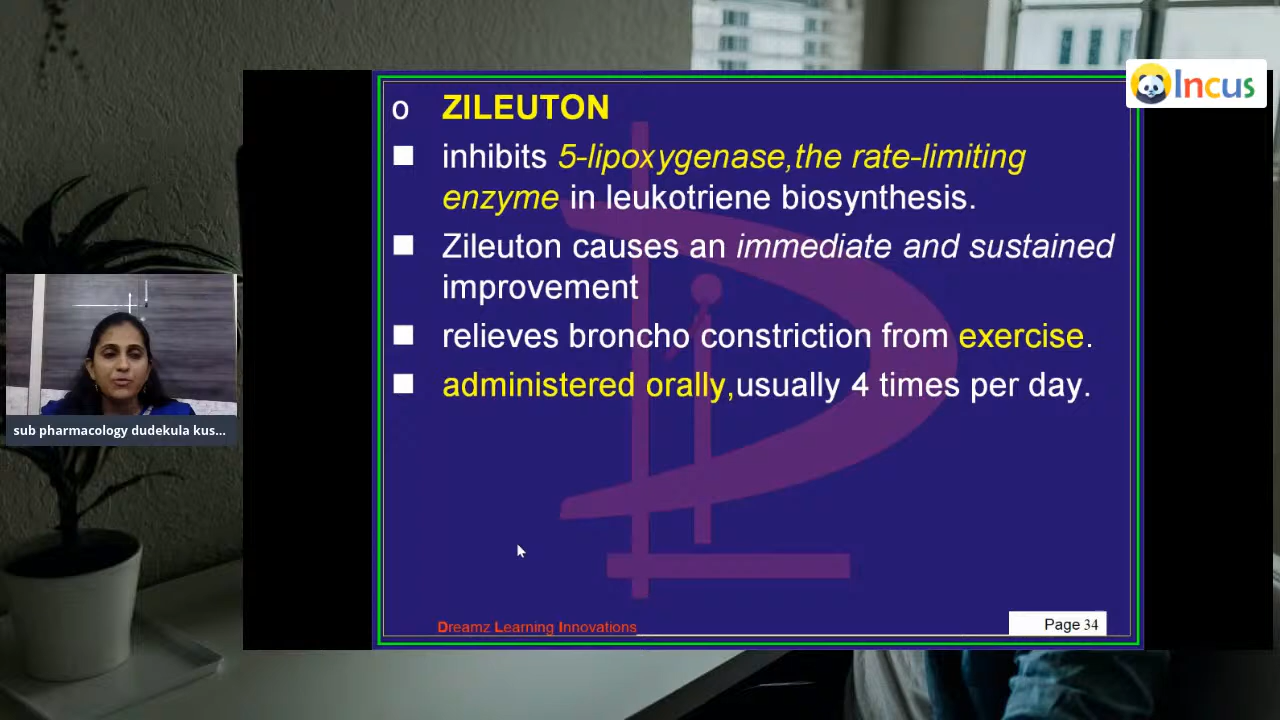 Incus
o ZILEUTON
inhibits 5-lipoxygenase,the rate-limiting
enzyme in leukotriene biosynthesis.
Zileuton causes an immediate and sustained
improvement
relieves broncho constriction from exercise.
administered orally,usually 4 times per day.
sub pharmacology dudekula kus...
Dreamz Learning Innovations
Page 34